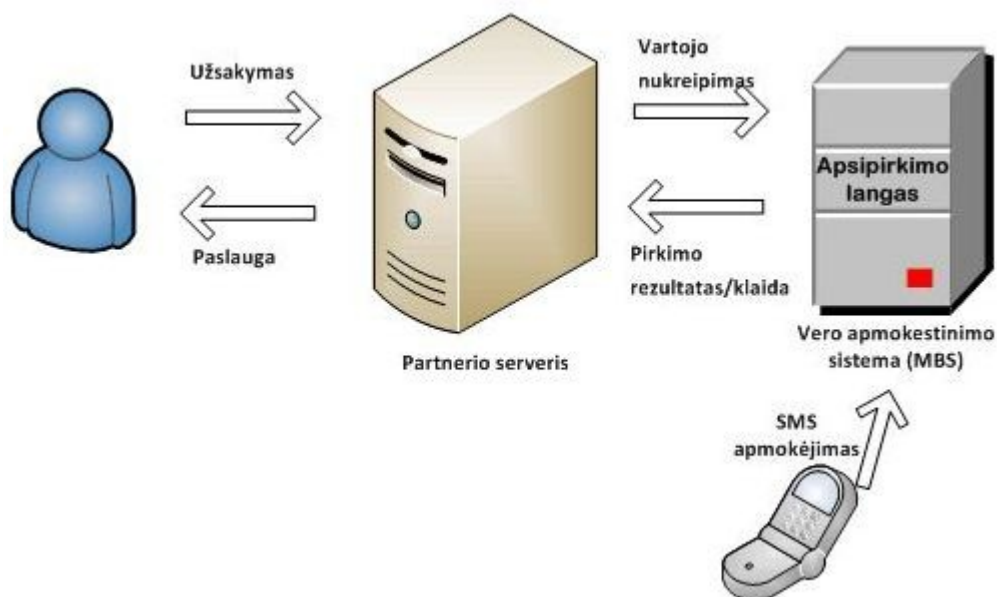 Užsakymas
Paslauga
Partnerio serveris
Vartojo
nukreipimas
Pirkimo
rezultatas/klaida
Apsipirkimo
langas
Vero apmokestinimo
sistema (MBS)
SMS
apmokėjimas